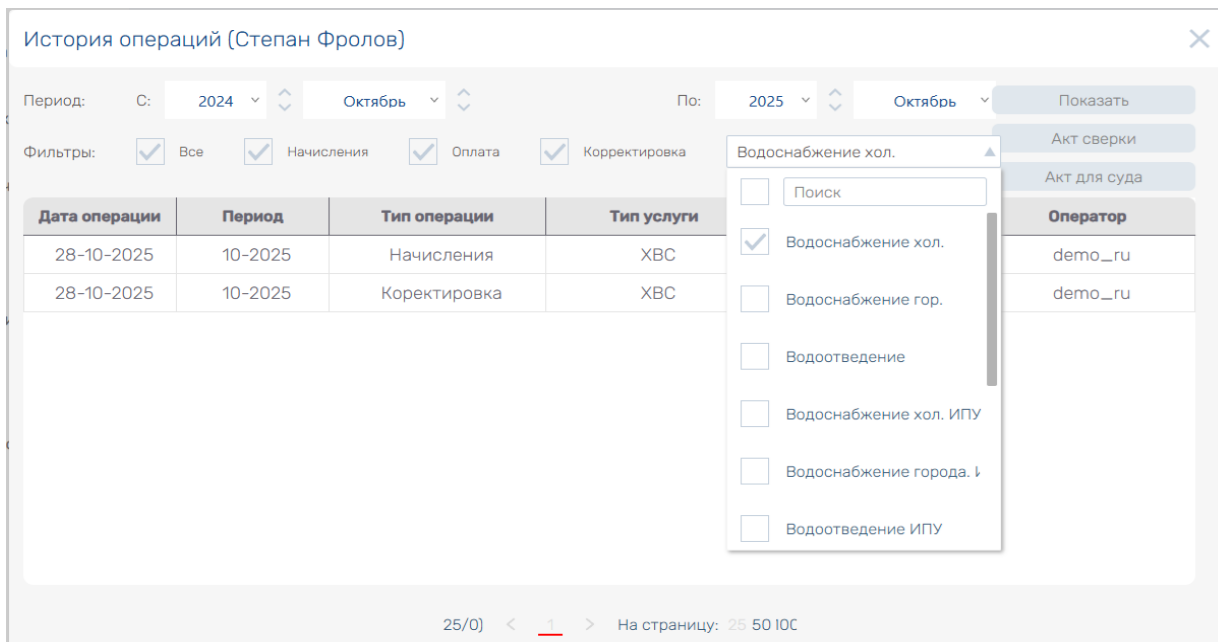 История операций (Степан Фролов)
Период: С: 2024 Октябрь По: 2025 Октябрь Показать
Акт сверки
Фильтры: Все Начисления Оплата Корректировка Водоснабжение хол.
Акт для суда
Поиск
Дата операции Период Тип операции Тип услуги Оператор
Водоснабжение хол.
28-10-2025 10-2025 Начисления ХВС demo_ru
28-10-2025 10-2025 Коректировка ХВС demo_ru
Водоснабжение гор.
Водоотведение
Водоснабжение хол. ИПУ
Водоснабжение города.
Водоотведение ИПУ
25/0) < 1 > На страницу: 25 50 100